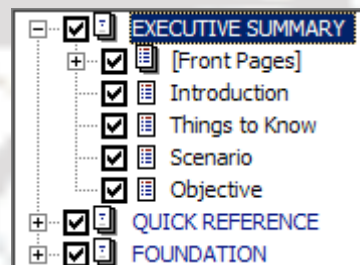 EXECUTIVE SUMMARY
[Front Pages]
Introduction
Things to Know
Scenario
Objective
QUICK REFERENCE
FOUNDATION